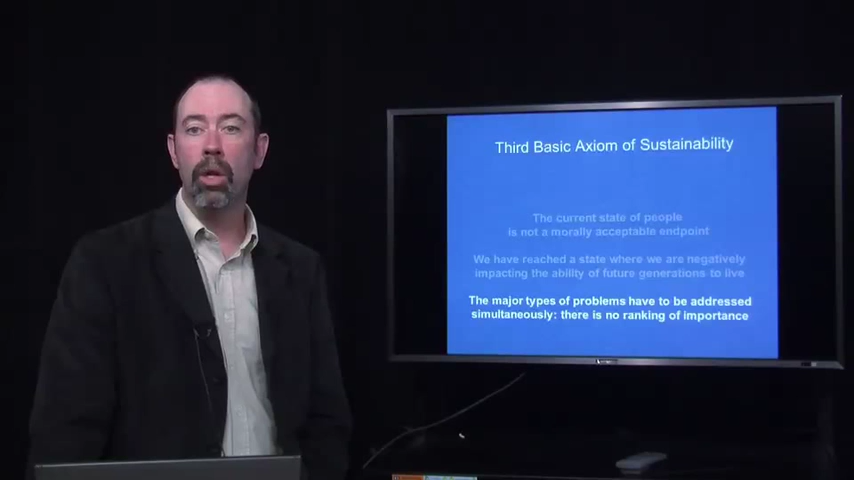 Third Basic Axiom of Sustainability
The current state of people
is not a morally acceptable endpoint
We have reached a state where we are negatively
impacting the ability of future generations to live
The major types of problems have to be addressed
simultaneously: there is no ranking of importance